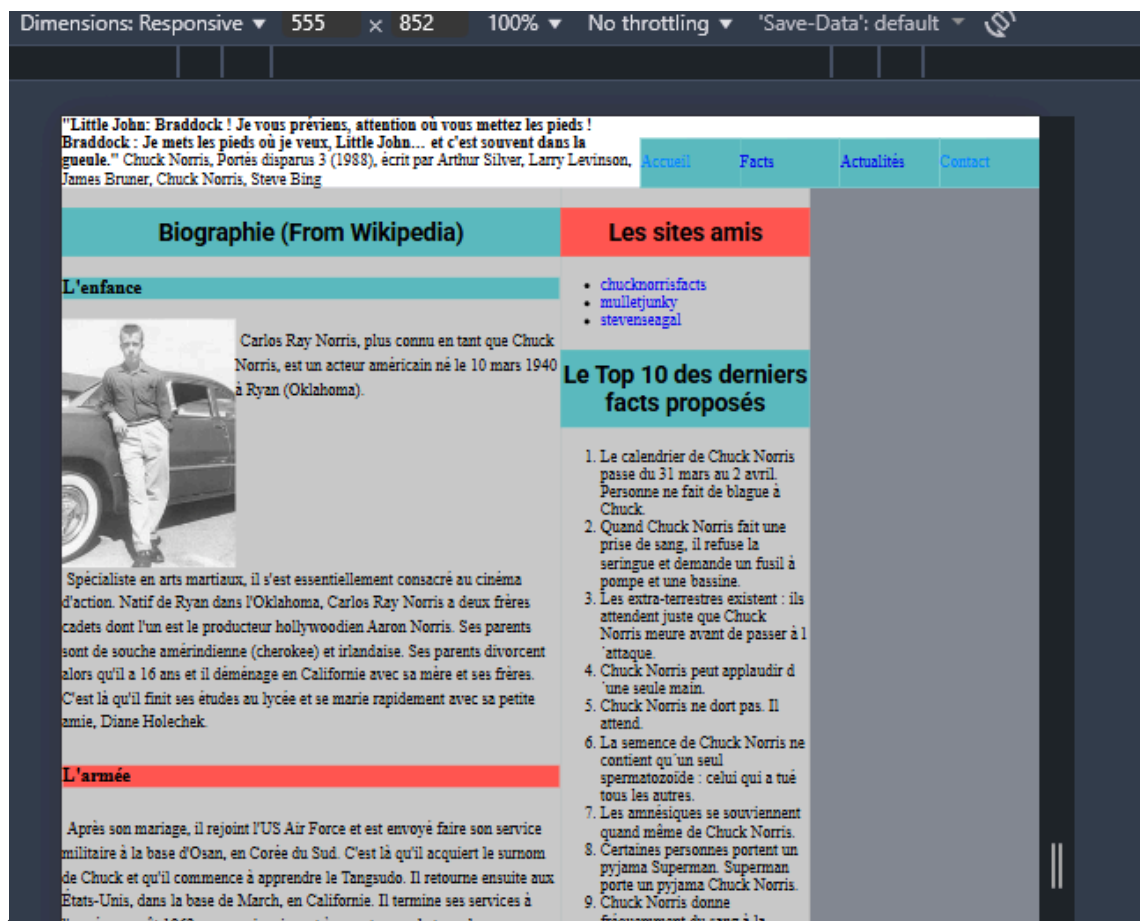 Dimensions: Responsive ▼ 555 × 852 100% ▼ No throttling ▼ 'Save-Data': default ▼
"Little John: Braddock ! Je vous préviens, attention où vous mettez les pieds !
Braddock : Je mets les pieds où je veux, Little John... et c'est souvent dans la
gueule." Chuck Norris, Portés disparus 3 (1988), écrit par Arthur Silver, Larry Levinson,
James Bruner, Chuck Norris, Steve Bing
Accueil Facts Actualités Contact
Biographie (From Wikipedia)
L'enfance
Carlos Ray Norris, plus connu en tant que Chuck
Norris, est un acteur américain né le 10 mars 1940
à Ryan (Oklahoma).
Spécialiste en arts martiaux, il s'est essentiellement consacré au cinéma
d'action. Natif de Ryan dans l'Oklahoma, Carlos Ray Norris a deux frères
cadets dont l'un est le producteur hollywoodien Aaron Norris. Ses parents
sont de souche amérindienne (cherokee) et irlandaise. Ses parents divorcent
alors qu'il a 16 ans et il déménage en Californie avec sa mère et ses frères.
C'est là qu'il finit ses études au lycée et se marie rapidement avec sa petite
amie, Diane Holechek.
L'armée
Après son mariage, il rejoint l'US Air Force et est envoyé faire son service
militaire à la base d'Osan, en Corée du Sud. C'est là qu'il acquiert le surnom
de Chuck et qu'il commence à apprendre le Tangsudo. Il retourne ensuite aux
États-Unis, dans la base de March, en Californie. Il termine ses services à
Les sites amis
• chucknorrisfacts
• mulletjunky
• stevenseagal
Le Top 10 des derniers
facts proposés
1. Le calendrier de Chuck Norris
passe du 31 mars au 2 avril.
Personne ne fait de blague à
Chuck.
2. Quand Chuck Norris fait une
prise de sang, il refuse la
seringue et demande un fusil à
pompe et une bassine.
3. Les extra-terrestres existent : ils
attendent juste que Chuck
Norris meure avant de passer à l
´attaque.
4. Chuck Norris peut applaudir d
´une seule main.
5. Chuck Norris ne dort pas. Il
attend.
6. La semence de Chuck Norris ne
contient qu´un seul
spermatozoïde : celui qui a tué
tous les autres.
7. Les amnésiques se souviennent
quand même de Chuck Norris.
8. Certaines personnes portent un
pyjama Superman. Superman
porte un pyjama Chuck Norris.
9. Chuck Norris donne
fréquemment du sang à la